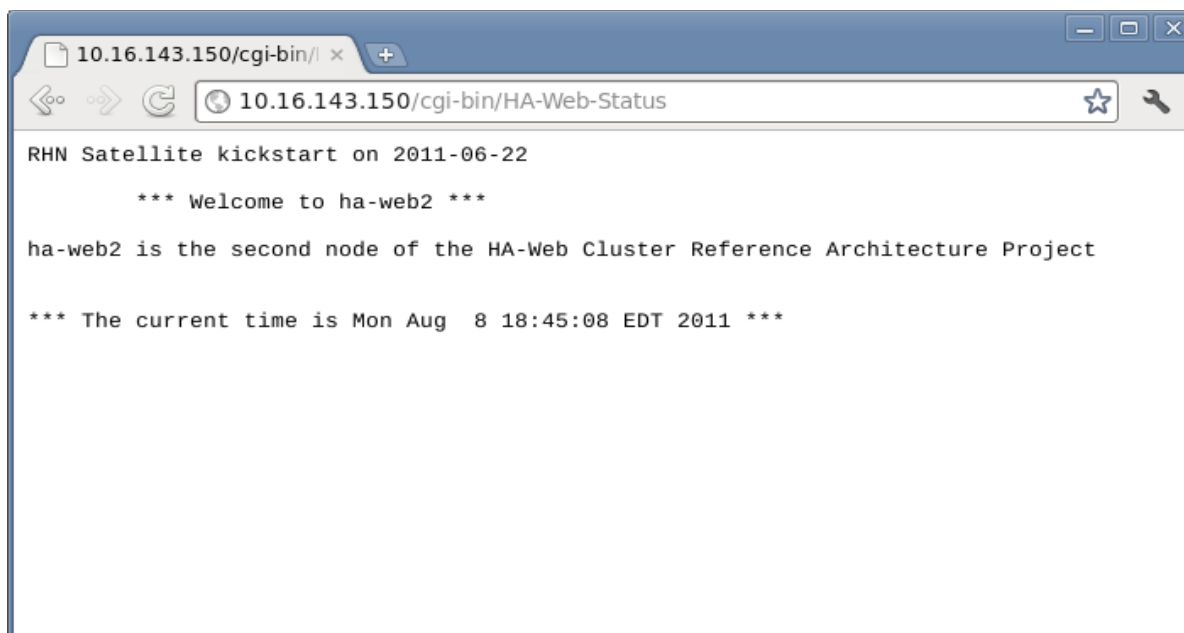 10.16.143.150/cgi-bin/
10.16.143.150/cgi-bin/HA-Web-Status
RHN Satellite kickstart on 2011-06-22
*** Welcome to ha-web2 ***
ha-web2 is the second node of the HA-Web Cluster Reference Architecture Project
*** The current time is Mon Aug  8 18:45:08 EDT 2011 ***